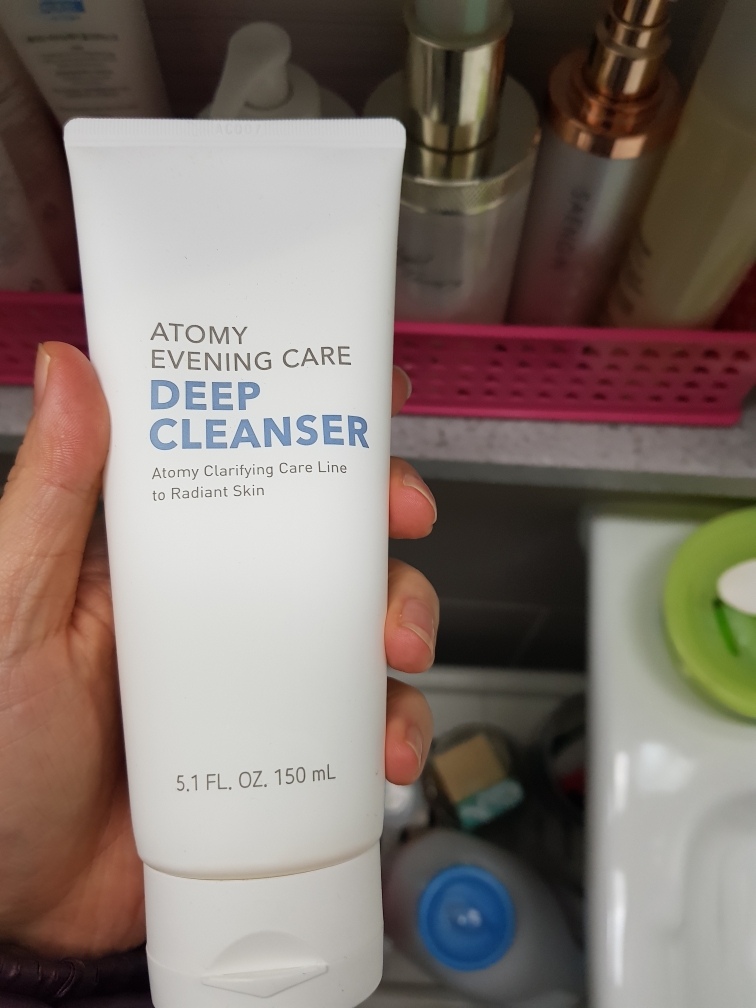 ATOMY
EVENING CARE
DEEP
CLEANSER
Atomy Clarifying Care Line
to Radiant Skin
5.1 FL. OZ. 150 mL